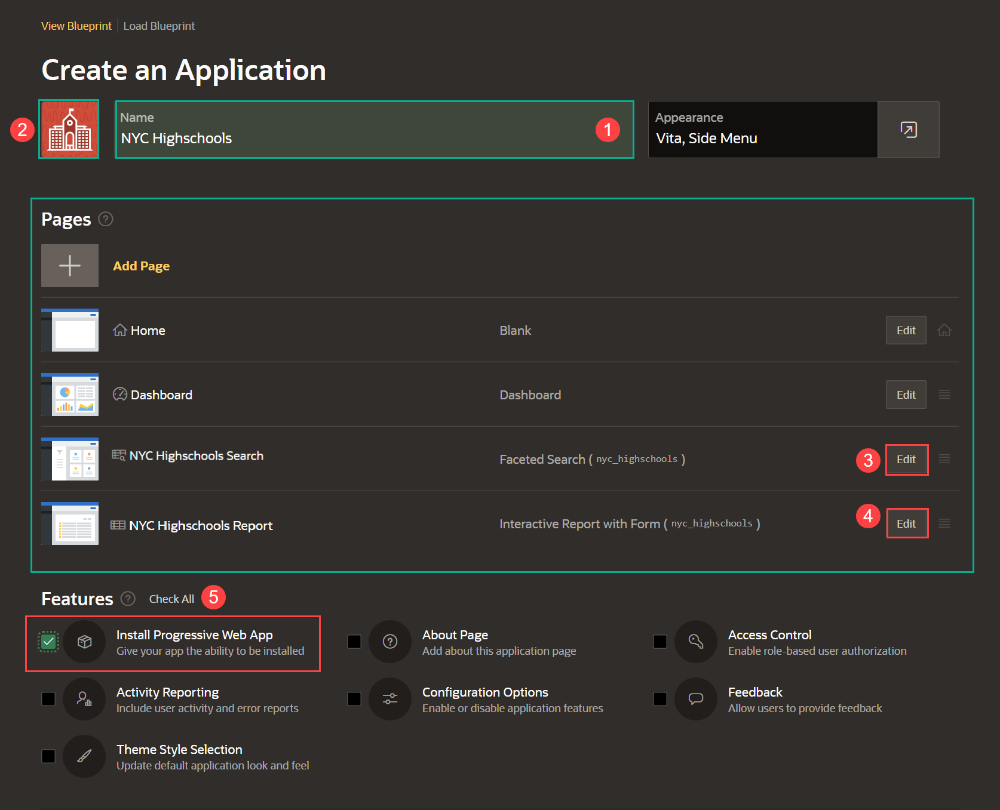 View Blueprint | Load Blueprint
Create an Application
2
Name
NYC Highschools
1
Appearance
Vita, Side Menu
Pages ?
Add Page
Home Blank Edit
Dashboard Dashboard Edit
NYC Highschools Search Faceted Search ( nyc_highschools ) 3 Edit
NYC Highschools Report Interactive Report with Form ( nyc_highschools ) 4 Edit
Features ? Check All 5
Install Progressive Web App
Give your app the ability to be installed
?
About Page
Add about this application page
Access Control
Enable role-based user authorization
Activity Reporting
Include user activity and error reports
Configuration Options
Enable or disable application features
Feedback
Allow users to provide feedback
Theme Style Selection
Update default application look and feel